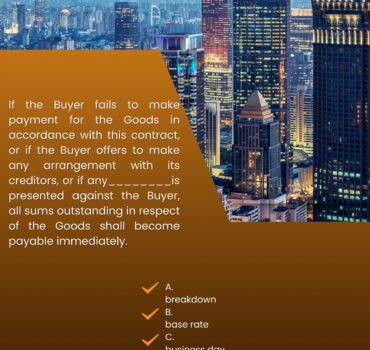 If the Buyer fails to make
payment for the Goods in
accordance with this contract,
or if the Buyer offers to make
any arrangement with its
creditors, or if any________is
presented against the Buyer,
all sums outstanding in respect
of the Goods shall become
payable immediately.
A.
breakdown
B.
base rate
C.
business day